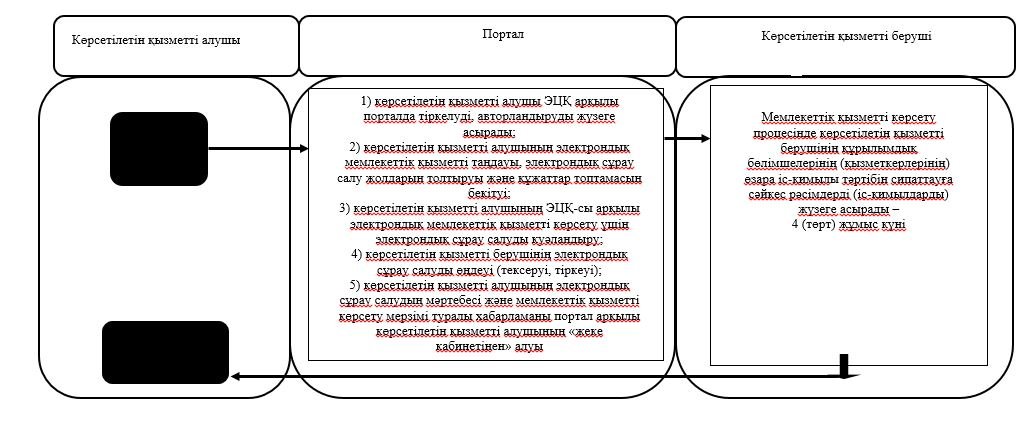 Көрсетілетін қызметті алушы
Портал
Көрсетілетін қызметті беруші
1) көрсетілетін қызметті алушы ЭЦҚ арқылы
порталда тіркелуді, авторландыруды жүзеге
асырады;
2) көрсетілетін қызметті алушының электрондық
мемлекеттік қызметті таңдауы, электрондық сұрау
салу жолдарын толтыруы және құжаттар топтамасын
бекітуі;
3) көрсетілетін қызметті алушының ЭЦҚ-сы арқылы
электрондық мемлекеттік қызметті көрсету үшін
электрондық сұрау салуды куәландыру;
4) көрсетілетін қызметті берушінің электрондық
сұрау салуды өңдеуі (тексеруі, тіркеуі);
5) көрсетілетін қызметті алушының электрондық
сұрау салудың мәртебесі және мемлекеттік қызметті
көрсету мерзімі туралы хабарламаны портал арқылы
көрсетілетін қызметті алушының «жеке
кабинетінен» алуы
Мемлекеттік қызметті көрсету
процесінде көрсетілетін қызметті
берушінің құрылымдық
бөлімшелерінің (қызметкерлерінің)
өзара іс-қимылы тәртібін сипаттауға
сәйкес рәсімдерді (іс-қимылдарды)
жүзеге асырады –
4 (төрт) жұмыс күні